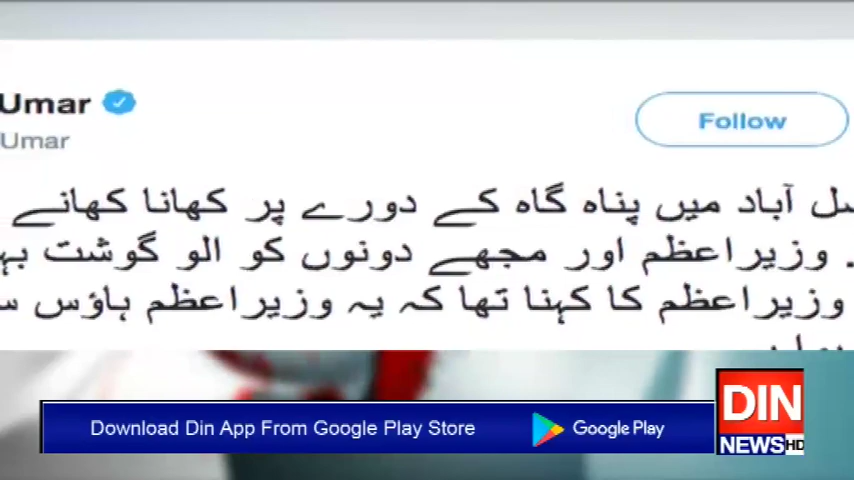 Umar
Umar
Follow
آباد میں پناہ گاہ کے دورے پر کھانا کھانے
۔ وزیراعظم اور مجھے دونوں کو الو گوشت
وزیراعظم کا کہنا تھا کہ یہ وزیراعظم ہاؤس
Download Din App From Google Play Store
Google Play
DIN
NEWS HD